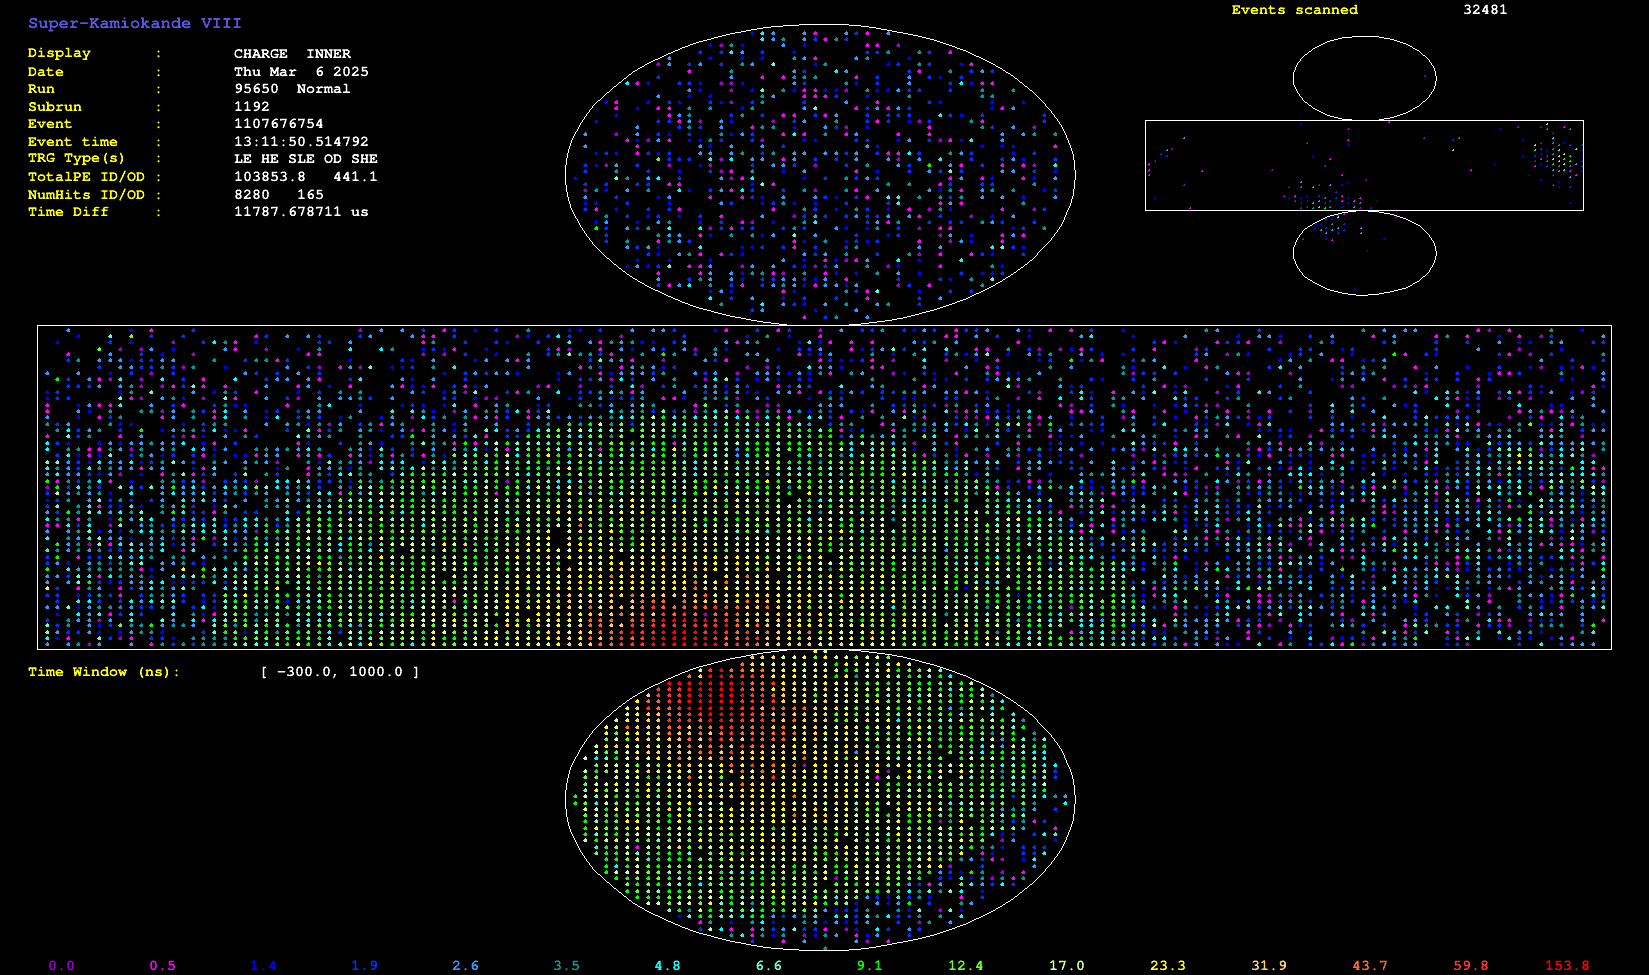 Super-Kamiokande VIII
Display : CHARGE INNER
Date : Thu Mar 6 2025
Run : 95650 Normal
Subrun : 1192
Event : 1107676754
Event time : 13:11:50.514792
TRG Type(s) : LE HE SLE OD SHE
TotalPE ID/OD : 103853.8 441.1
NumHits ID/OD : 8280 165
Time Diff : 11787.678711 us
Events scanned 32481
Time Window (ns): [ -300.0, 1000.0 ]
0.0 0.5 1.4 1.9 2.6 3.5 4.8 6.6 9.1 12.4 17.0 23.3 31.9 43.7 59.8 153.8